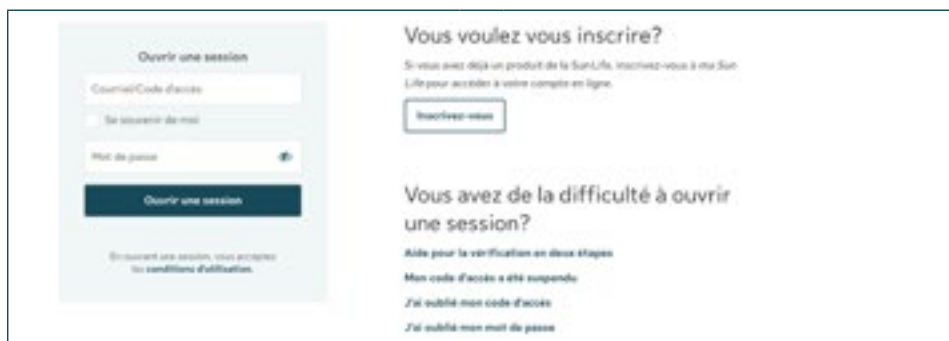 Ouvrir une session
Courriel/Code d'accès
Se souvenir de moi
Mot de passe
Ouvrir une session
En ouvrant une session, vous acceptez
les conditions d'utilisation.
Vous voulez vous inscrire?
Si vous avez déjà un produit de la Sun Life, inscrivez-vous à ma Sun
Life pour accéder à votre compte en ligne.
Inscrivez-vous
Vous avez de la difficulté à ouvrir
une session?
Aide pour la vérification en deux étapes
Mon code d'accès a été suspendu
J'ai oublié mon code d'accès
J'ai oublié mon mot de passe